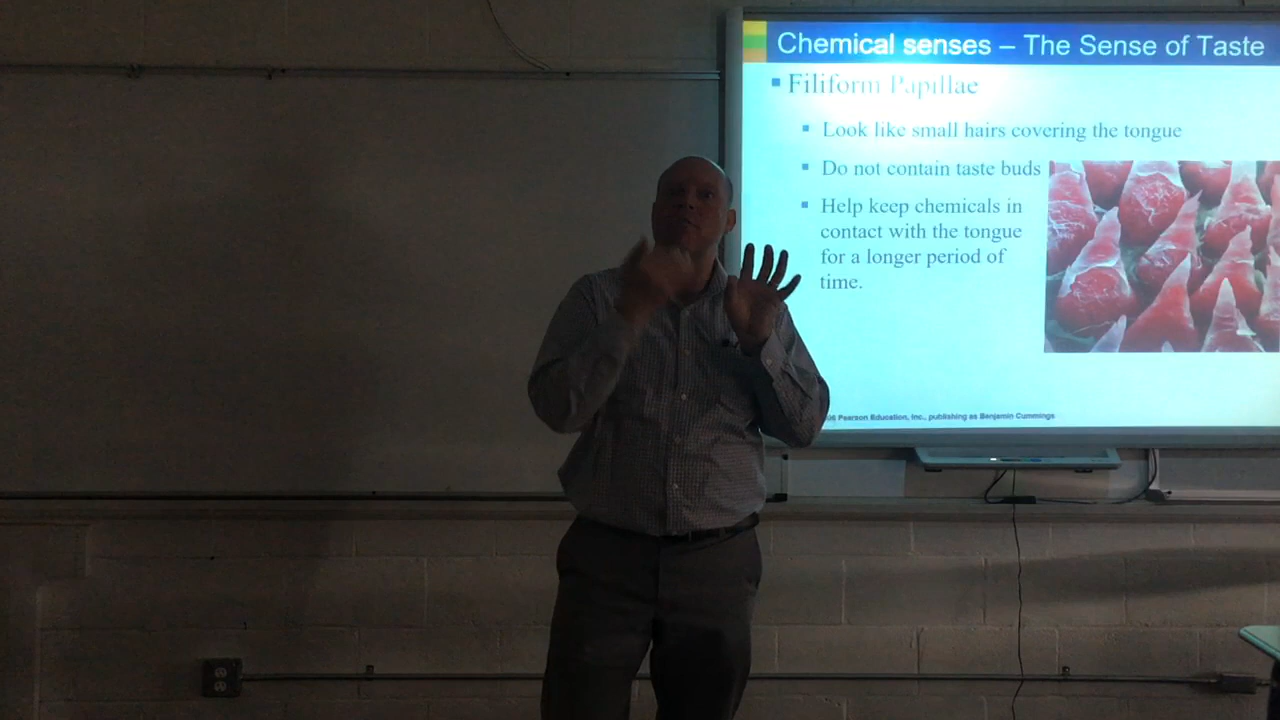 Chemical senses – The Sense of Taste
Filiform Papillae
Look like small hairs covering the tongue
Do not contain taste buds
Help keep chemicals in
contact with the tongue
for a longer period of
time.
Pearson Education, Inc., publishing as Benjamin Cummings